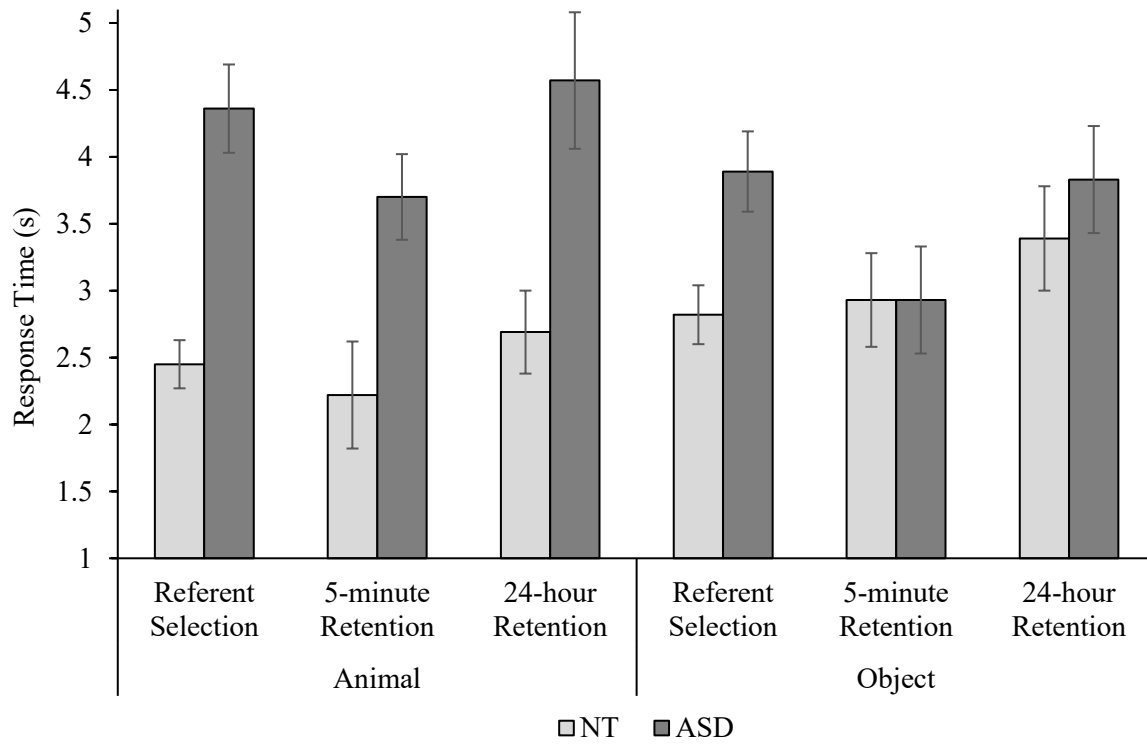 Response Time (s)
5
4.5
4
3.5
3
2.5
2
1.5
1
Referent Selection
5-minute Retention
24-hour Retention
Referent Selection
5-minute Retention
24-hour Retention
Animal
Object
NT
ASD